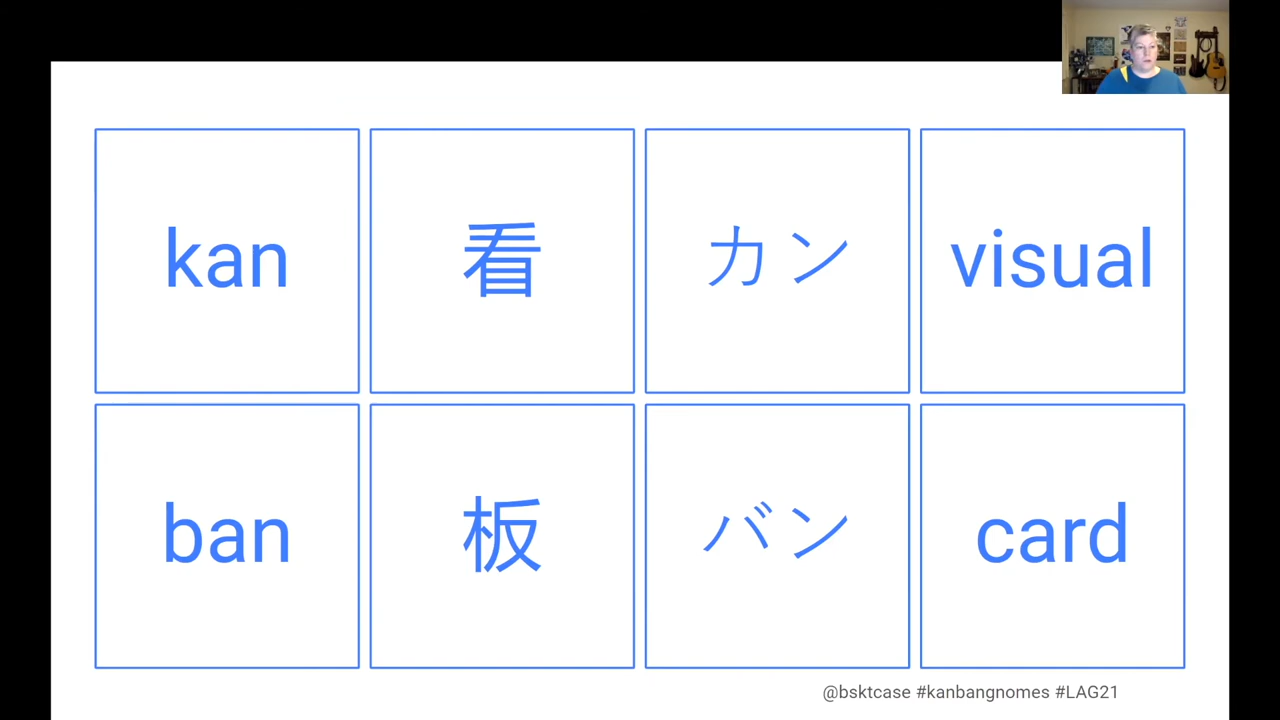 kan
看
カン
visual
ban
板
バン
card
@bsktcase #kanbangnomes #LAG21